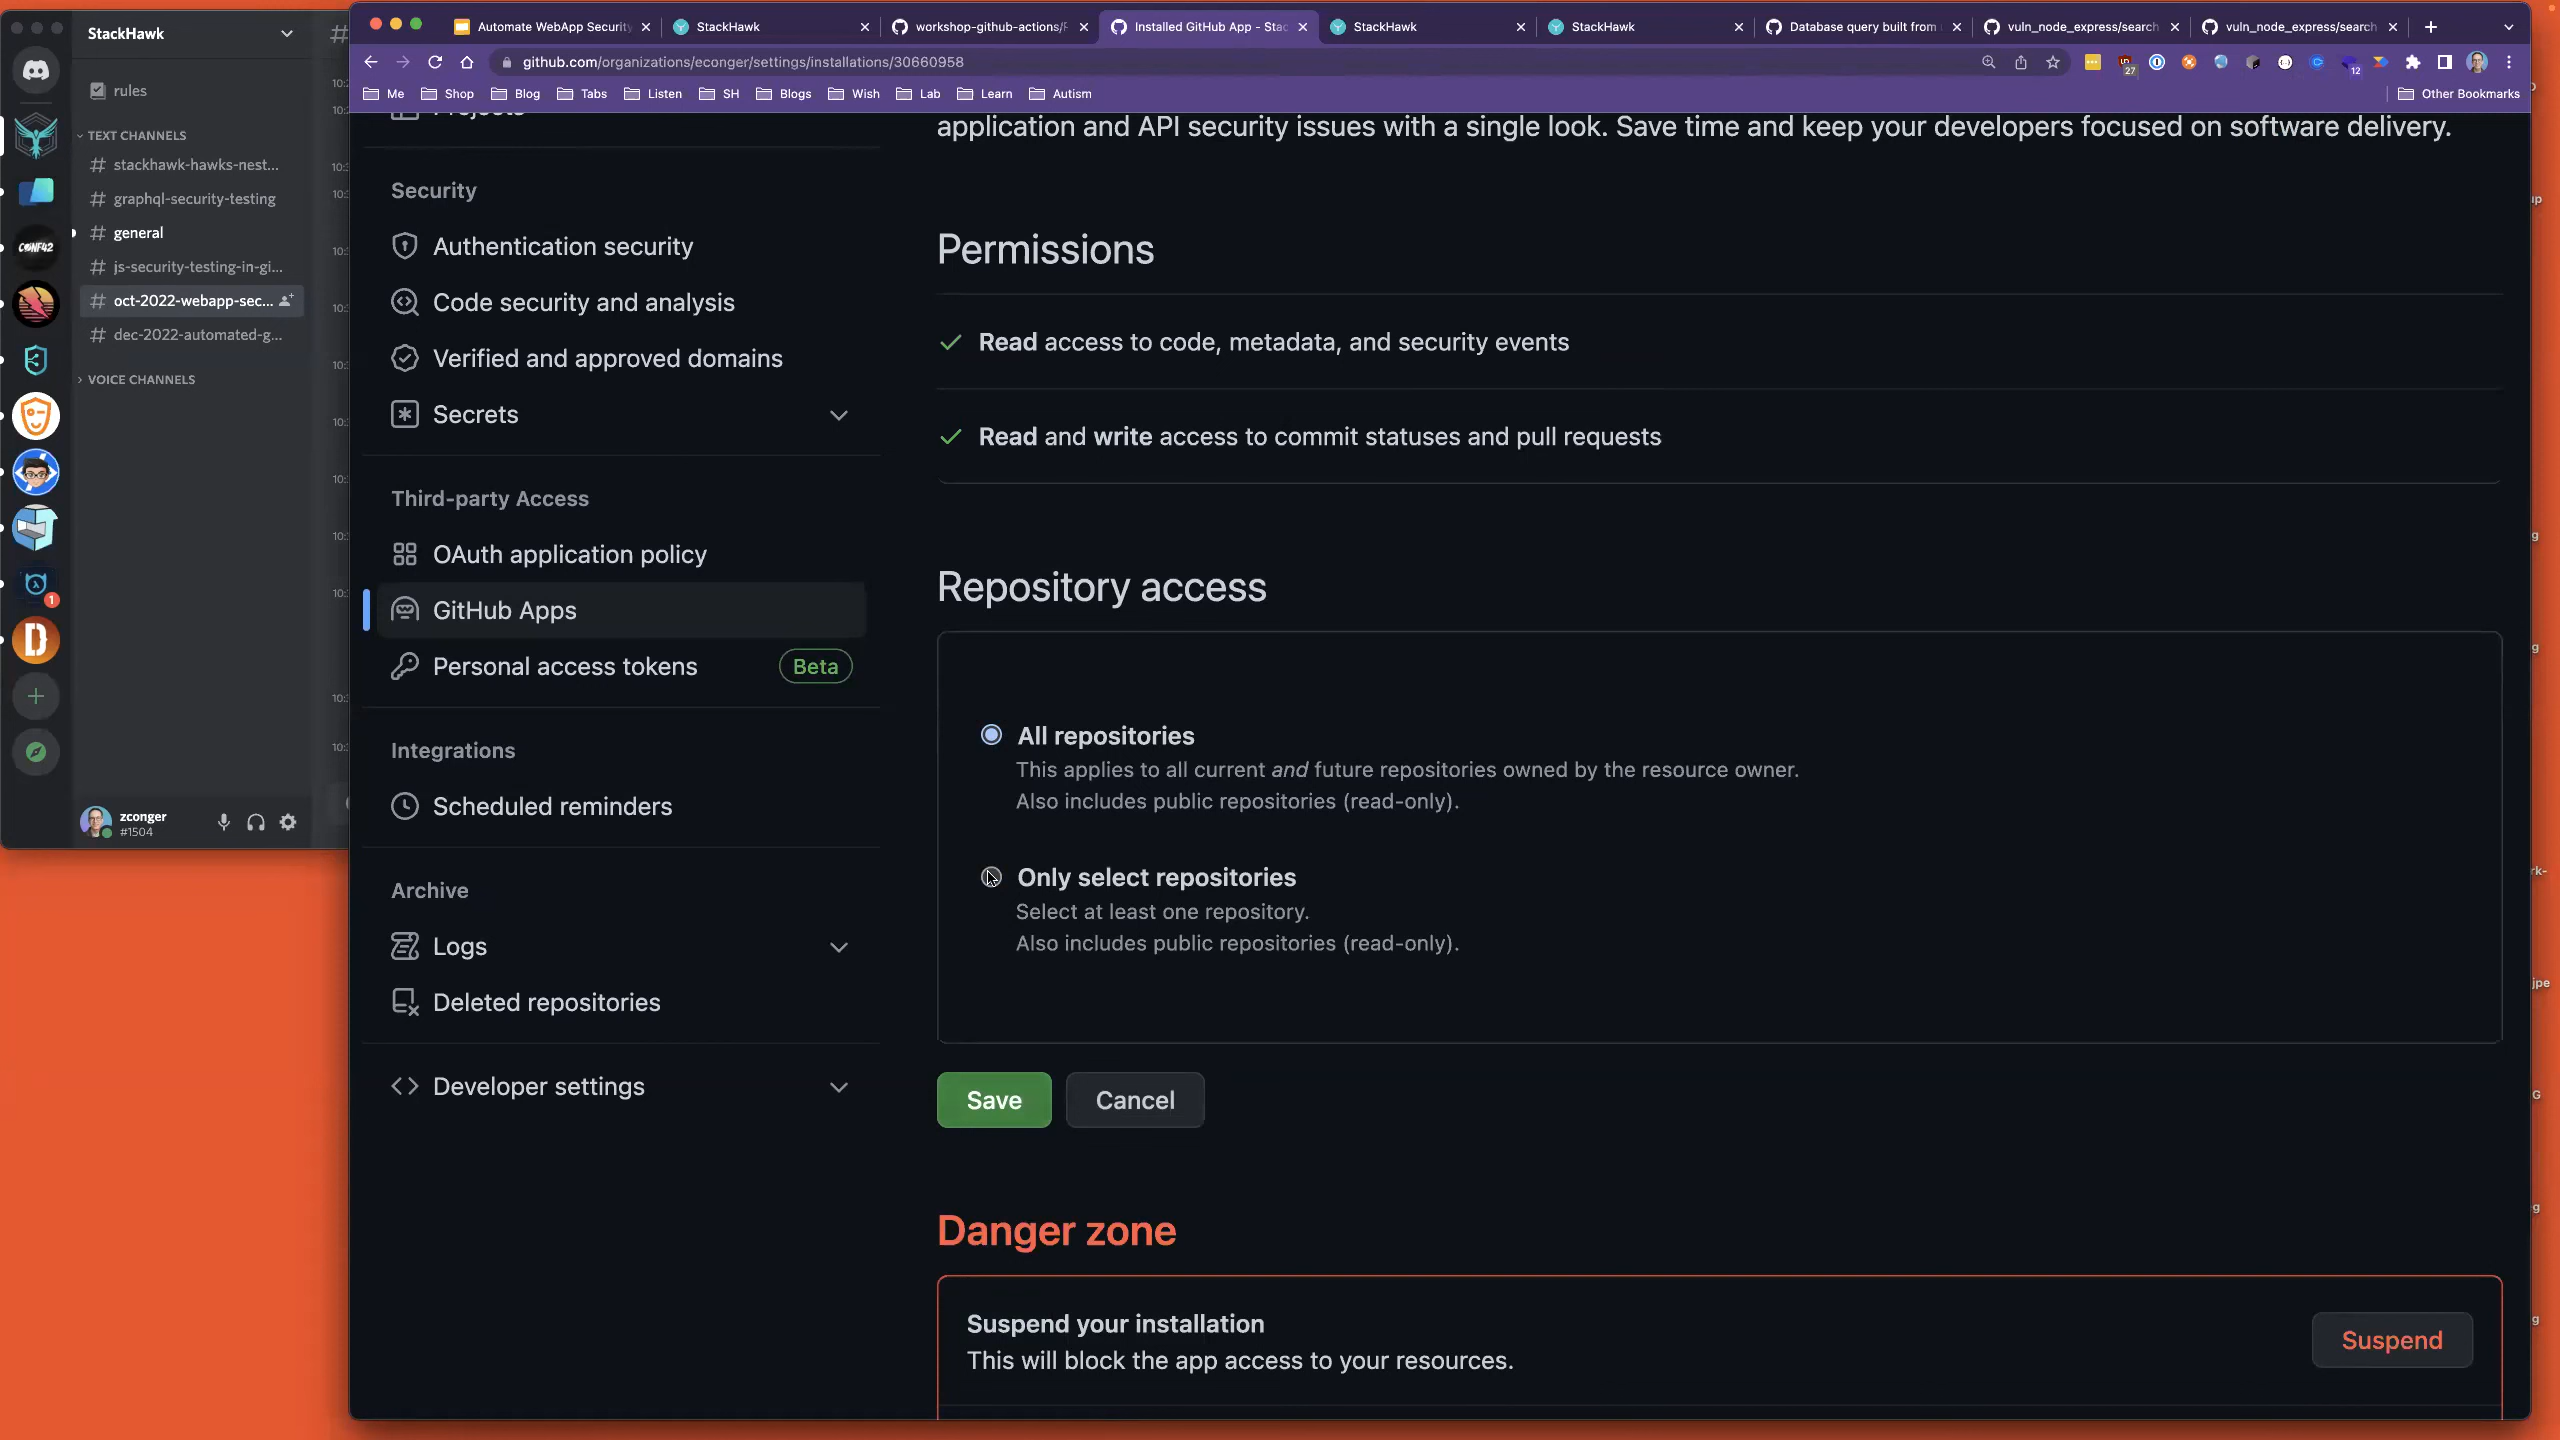 StackHawk
rules
TEXT CHANNELS
# stackhawk-hawks-nest...
# graphql-security-testing
# general
# js-security-testing-in-gi...
# oct-2022-webapp-sec...
# dec-2022-automated-g...
VOICE CHANNELS
CONF42
1
D
zconger
#1504
#
Automate WebApp Security
StackHawk
workshop-github-actions/
Installed GitHub App - Stac
StackHawk
StackHawk
Database query built from
vuln_node_express/search
vuln_node_express/search
github.com/organizations/econger/settings/installations/30660958
27
12
Me
Shop
Blog
Tabs
Listen
SH
Blogs
Wish
Lab
Learn
Autism
Other Bookmarks
Projects
Security
Authentication security
Code security and analysis
Verified and approved domains
Secrets
Third-party Access
OAuth application policy
GitHub Apps
Personal access tokens Beta
Integrations
Scheduled reminders
Archive
Logs
Deleted repositories
Developer settings
application and API security issues with a single look. Save time and keep your developers focused on software delivery.
Permissions
Read access to code, metadata, and security events
Read and write access to commit statuses and pull requests
Repository access
All repositories
This applies to all current and future repositories owned by the resource owner.
Also includes public repositories (read-only).
Only select repositories
Select at least one repository.
Also includes public repositories (read-only).
Save
Cancel
Danger zone
Suspend your installation
This will block the app access to your resources.
Suspend